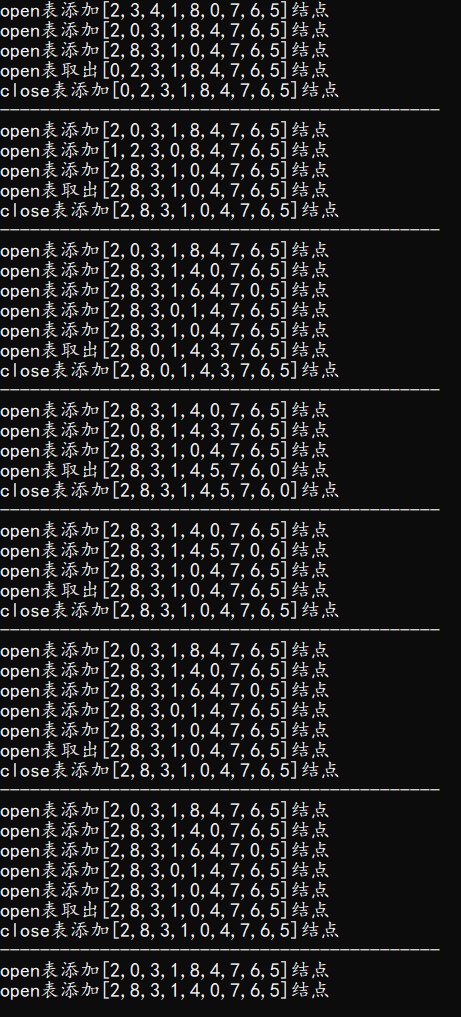 open表添加[2,3,4,1,8,0,7,6,5]结点
open表添加[2,0,3,1,8,4,7,6,5]结点
open表添加[2,8,3,1,0,4,7,6,5]结点
open表取出[0,2,3,1,8,4,7,6,5]结点
close表添加[0,2,3,1,8,4,7,6,5]结点
--------------------------------------------
open表添加[2,0,3,1,8,4,7,6,5]结点
open表添加[1,2,3,0,8,4,7,6,5]结点
open表添加[2,8,3,1,0,4,7,6,5]结点
open表取出[2,8,3,1,0,4,7,6,5]结点
close表添加[2,8,3,1,0,4,7,6,5]结点
--------------------------------------------
open表添加[2,0,3,1,8,4,7,6,5]结点
open表添加[2,8,3,1,4,0,7,6,5]结点
open表添加[2,8,3,1,6,4,7,0,5]结点
open表添加[2,8,3,0,1,4,7,6,5]结点
open表添加[2,8,3,1,0,4,7,6,5]结点
open表取出[2,8,0,1,4,3,7,6,5]结点
close表添加[2,8,0,1,4,3,7,6,5]结点
--------------------------------------------
open表添加[2,8,3,1,4,0,7,6,5]结点
open表添加[2,0,8,1,4,3,7,6,5]结点
open表添加[2,8,3,1,0,4,7,6,5]结点
open表取出[2,8,3,1,4,5,7,6,0]结点
close表添加[2,8,3,1,4,5,7,6,0]结点
--------------------------------------------
open表添加[2,8,3,1,4,0,7,6,5]结点
open表添加[2,8,3,1,4,5,7,0,6]结点
open表添加[2,8,3,1,0,4,7,6,5]结点
open表取出[2,8,3,1,0,4,7,6,5]结点
close表添加[2,8,3,1,0,4,7,6,5]结点
--------------------------------------------
open表添加[2,0,3,1,8,4,7,6,5]结点
open表添加[2,8,3,1,4,0,7,6,5]结点
open表添加[2,8,3,1,6,4,7,0,5]结点
open表添加[2,8,3,0,1,4,7,6,5]结点
open表添加[2,8,3,1,0,4,7,6,5]结点
open表取出[2,8,3,1,0,4,7,6,5]结点
close表添加[2,8,3,1,0,4,7,6,5]结点
--------------------------------------------
open表添加[2,0,3,1,8,4,7,6,5]结点
open表添加[2,8,3,1,4,0,7,6,5]结点
open表添加[2,8,3,1,6,4,7,0,5]结点
open表添加[2,8,3,0,1,4,7,6,5]结点
open表添加[2,8,3,1,0,4,7,6,5]结点
open表取出[2,8,3,1,0,4,7,6,5]结点
close表添加[2,8,3,1,0,4,7,6,5]结点
--------------------------------------------
open表添加[2,0,3,1,8,4,7,6,5]结点
open表添加[2,8,3,1,4,0,7,6,5]结点